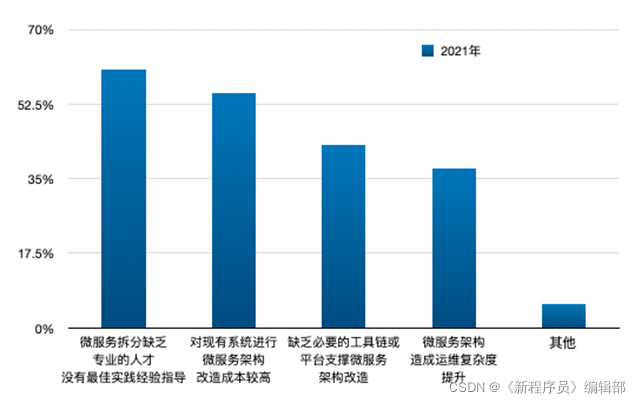 70%
2021年
52.5%
35%
17.5%
0%
微服务拆分缺乏
专业的人才
没有最佳实践经验指导
对现有系统进行
微服务架构
改造成本较高
缺乏必要的工具链或
平台支撑微服务
架构改造
微服务架构
造成运维复杂度
提升
其他
CSDN @《新程序员》编辑部